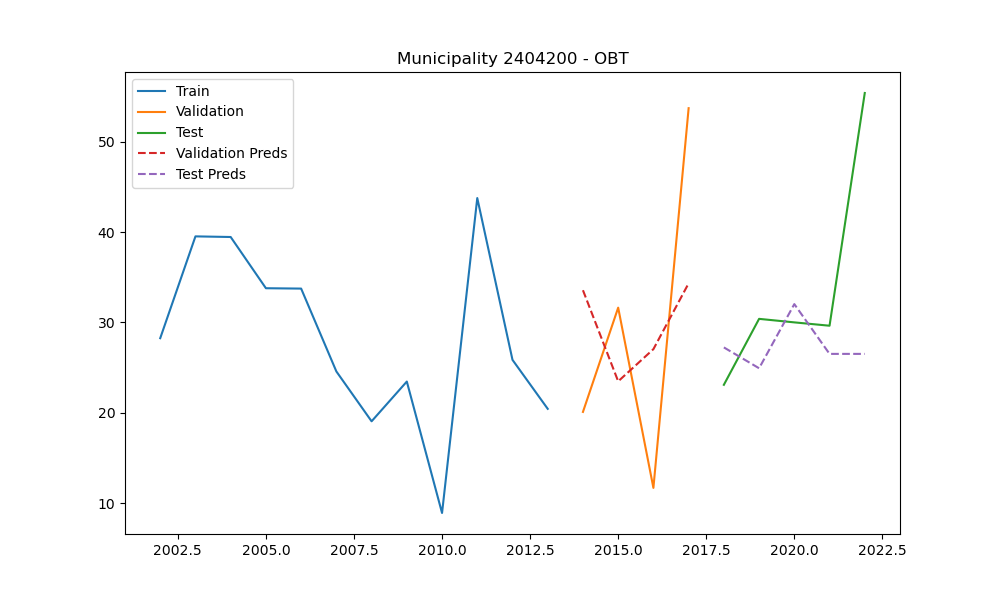 Municipality 2404200 - OBT
Train
Validation
Test
Validation Preds
Test Preds
50
40
30
20
10
2002.5 2005.0 2007.5 2010.0 2012.5 2015.0 2017.5 2020.0 2022.5